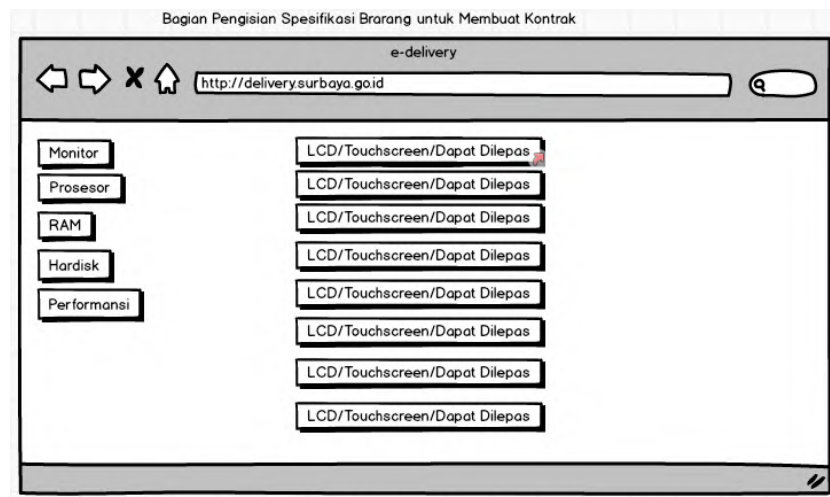 Bagian Pengisian Spesifikasi Brarang untuk Membuat Kontrak
e-delivery
http://delivery.surbaya.go.id
Monitor
LCD/Touchscreen/Dapat Dilepas
Prosesor
LCD/Touchscreen/Dapat Dilepas
RAM
LCD/Touchscreen/Dapat Dilepas
Hardisk
LCD/Touchscreen/Dapat Dilepas
Performansi
LCD/Touchscreen/Dapat Dilepas
LCD/Touchscreen/Dapat Dilepas
LCD/Touchscreen/Dapat Dilepas
LCD/Touchscreen/Dapat Dilepas